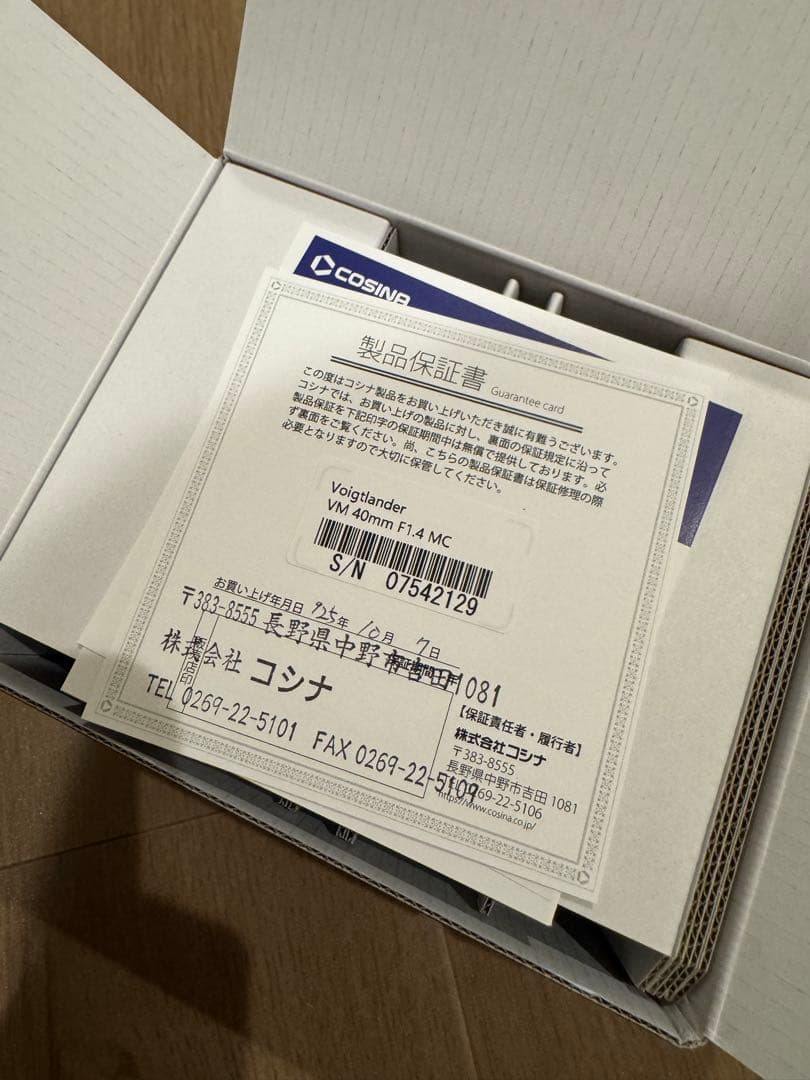 COSINA
製品保証書
Guarantee card
この度はコシナ製品をお買い上げいただき誠に有難うございます。
コシナでは、お買い上げの製品に対し、裏面の保証規定に沿って
製品保証を下記印字の保証期間中は無償で提供しております。必
ず裏面をご覧ください。尚、こちらの製品保証書は保証修理の際
必要となりますので大切に保管してください。
Voigtlander
VM 40mm F1.4 MC
S/N 07542129
お買い上げ年月日 '25年 10月 7日
〒383-8555 長野県中野市吉田1081
株式会社 コシナ
TEL 0269-22-5101 FAX 0269-22-5109
【保証責任者・履行者】
株式会社コシナ
〒383-8555
長野県中野市吉田 1081
0269-22-5106
https://www.cosina.co.jp/